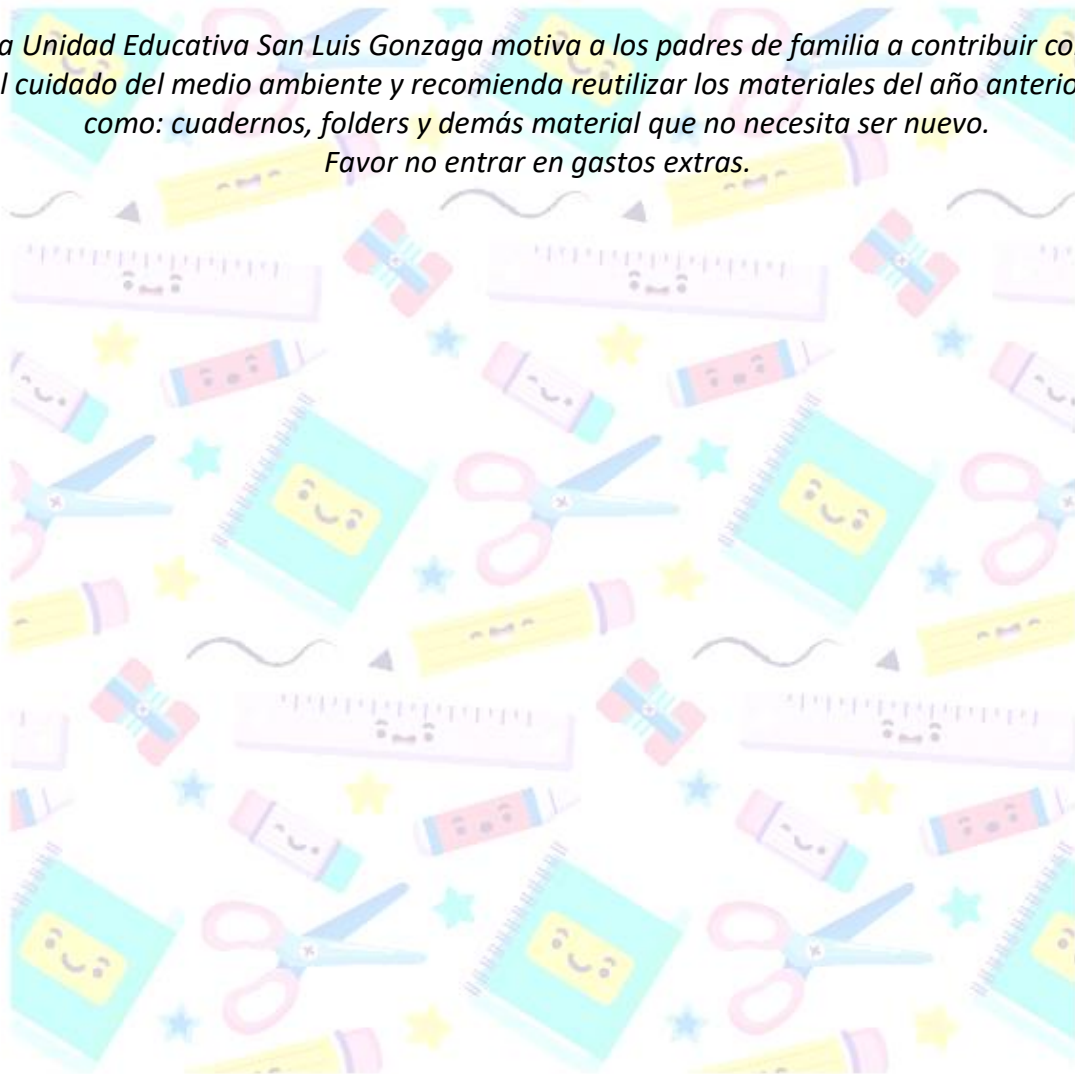 a Unidad Educativa San Luis Gonzaga motiva a los padres de familia a contribuir co
l cuidado del medio ambiente y recomienda reutilizar los materiales del año anterio
como: cuadernos, folders y demás material que no necesita ser nuevo.
Favor no entrar en gastos extras.